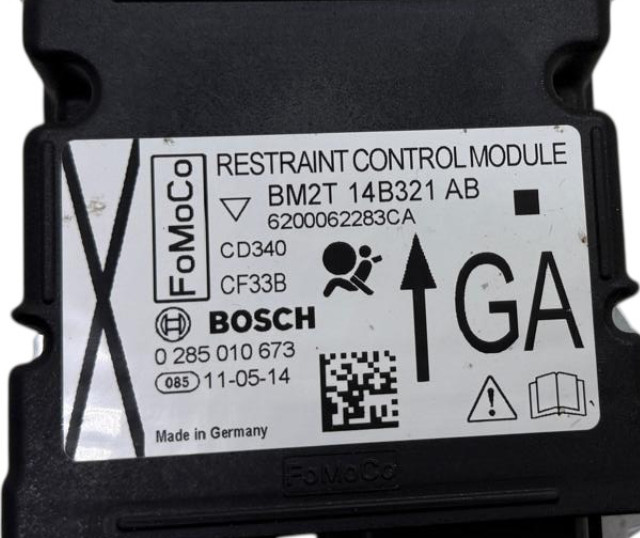 RESTRAINT CONTROL MODULE
FoMoCo
BM2T 14B321 AB
6200062283CA
CD340
CF33B
GA
BOSCH
0 285 010 673
085 11-05-14
Made in Germany
FoMoCo